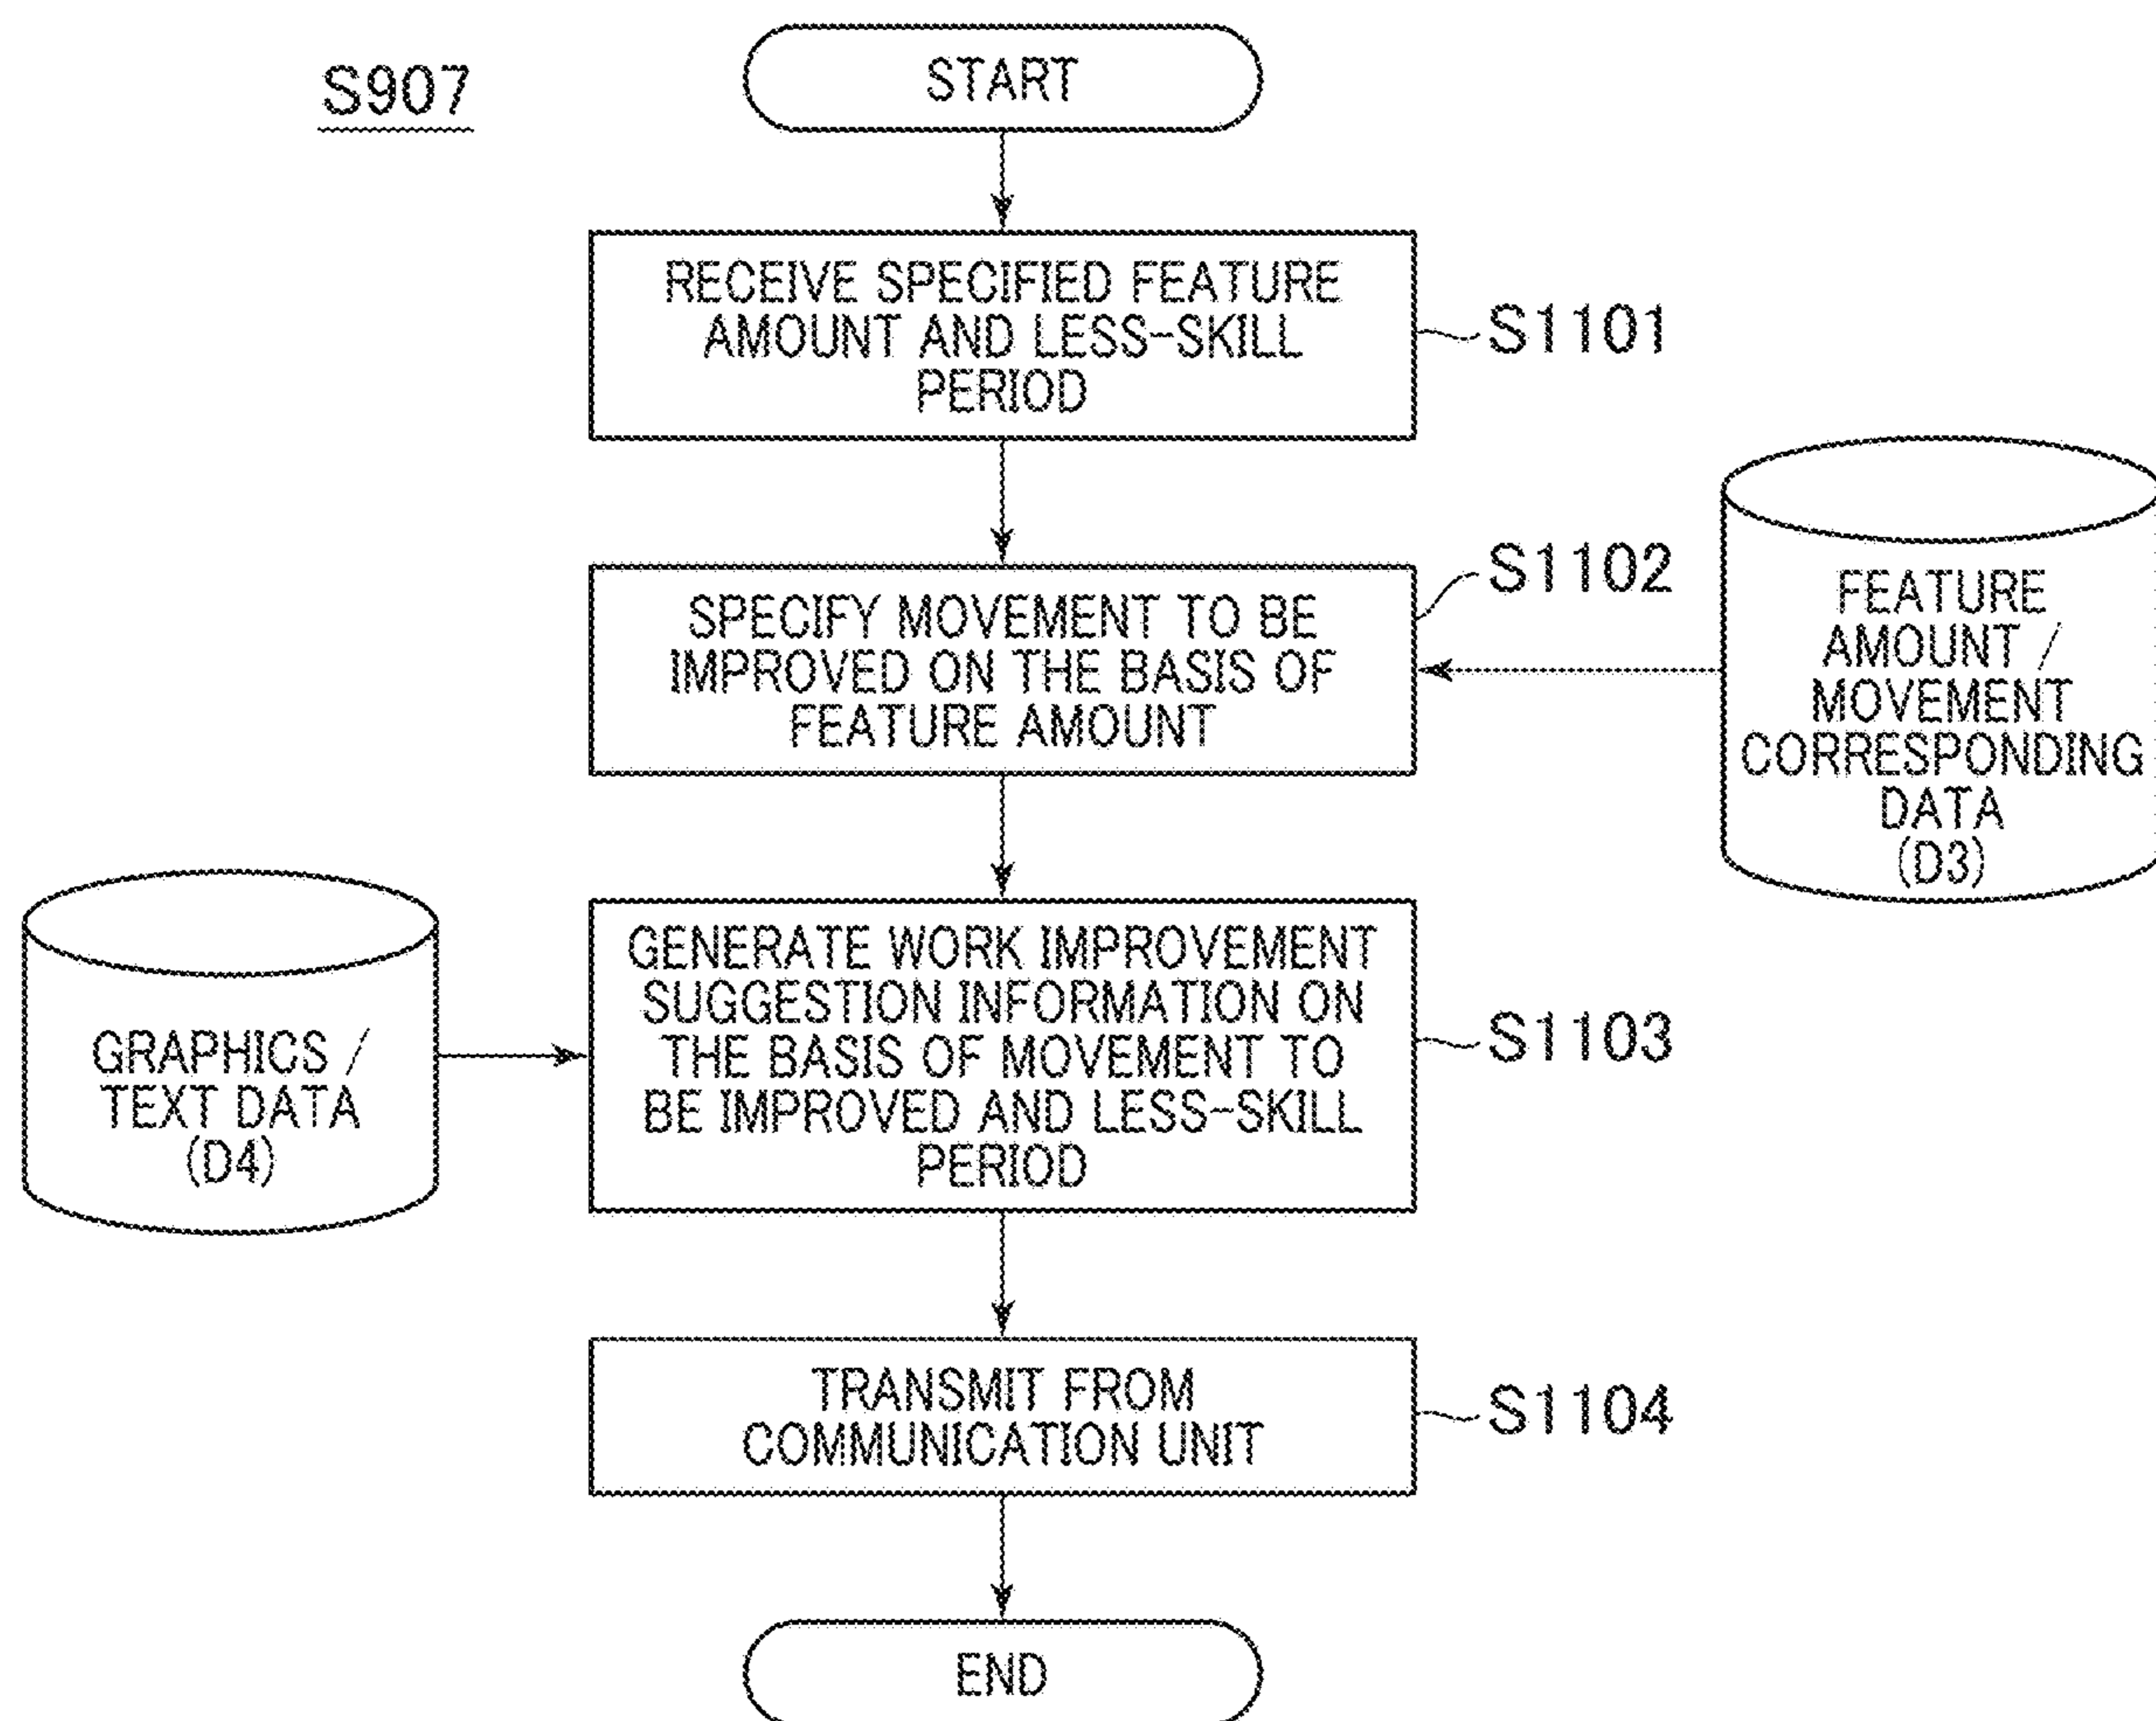 S907
START
RECEIVE SPECIFIED FEATURE
AMOUNT AND LESS-SKILL
PERIOD
S1101
SPECIFY MOVEMENT TO BE
IMPROVED ON THE BASIS OF
FEATURE AMOUNT
S1102
FEATURE
AMOUNT /
MOVEMENT
CORRESPONDING
DATA
(D3)
GRAPHICS /
TEXT DATA
(D4)
GENERATE WORK IMPROVEMENT
SUGGESTION INFORMATION ON
THE BASIS OF MOVEMENT TO
BE IMPROVED AND LESS-SKILL
PERIOD
S1103
TRANSMIT FROM
COMMUNICATION UNIT
S1104
END